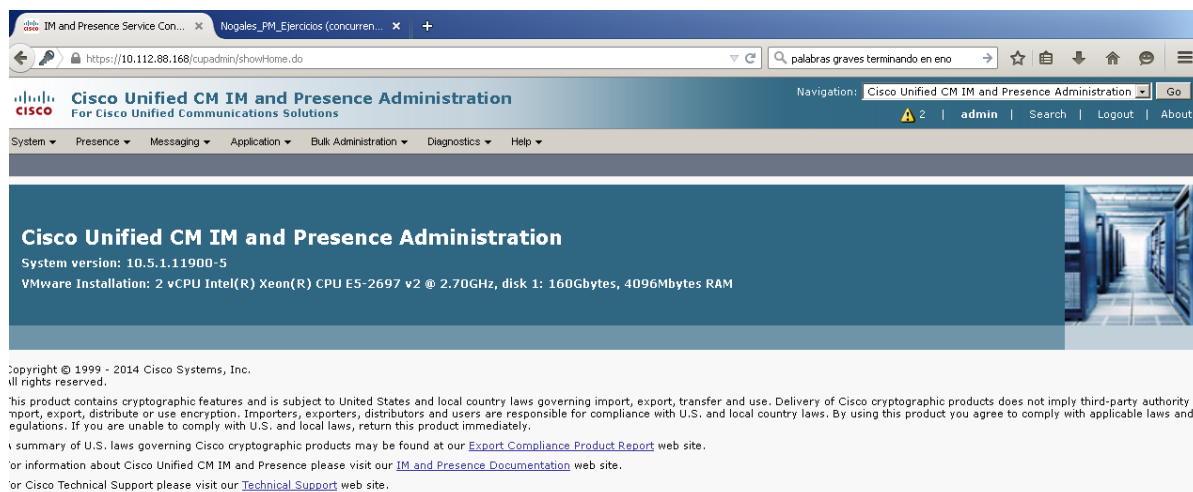 IM and Presence Service Con... × Nogales_PM_Ejercicios (concurren... × +
https://10.112.88.168/cupadmin/showHome.do palabras graves terminando en eno
CISCO
Cisco Unified CM IM and Presence Administration
For Cisco Unified Communications Solutions
Navigation: Cisco Unified CM IM and Presence Administration Go
2 | admin | Search | Logout | About
System Presence Messaging Application Bulk Administration Diagnostics Help
Cisco Unified CM IM and Presence Administration
System version: 10.5.1.11900-5
VMware Installation: 2 vCPU Intel(R) Xeon(R) CPU E5-2697 v2 @ 2.70GHz, disk 1: 160Gbytes, 4096Mbytes RAM
Copyright © 1999 - 2014 Cisco Systems, Inc.
All rights reserved.
This product contains cryptographic features and is subject to United States and local country laws governing import, export, transfer and use. Delivery of Cisco cryptographic products does not imply third-party authority
import, export, distribute or use encryption. Importers, exporters, distributors and users are responsible for compliance with U.S. and local country laws. By using this product you agree to comply with applicable laws and
regulations. If you are unable to comply with U.S. and local laws, return this product immediately.
A summary of U.S. laws governing Cisco cryptographic products may be found at our Export Compliance Product Report web site.
For information about Cisco Unified CM IM and Presence please visit our IM and Presence Documentation web site.
For Cisco Technical Support please visit our Technical Support web site.